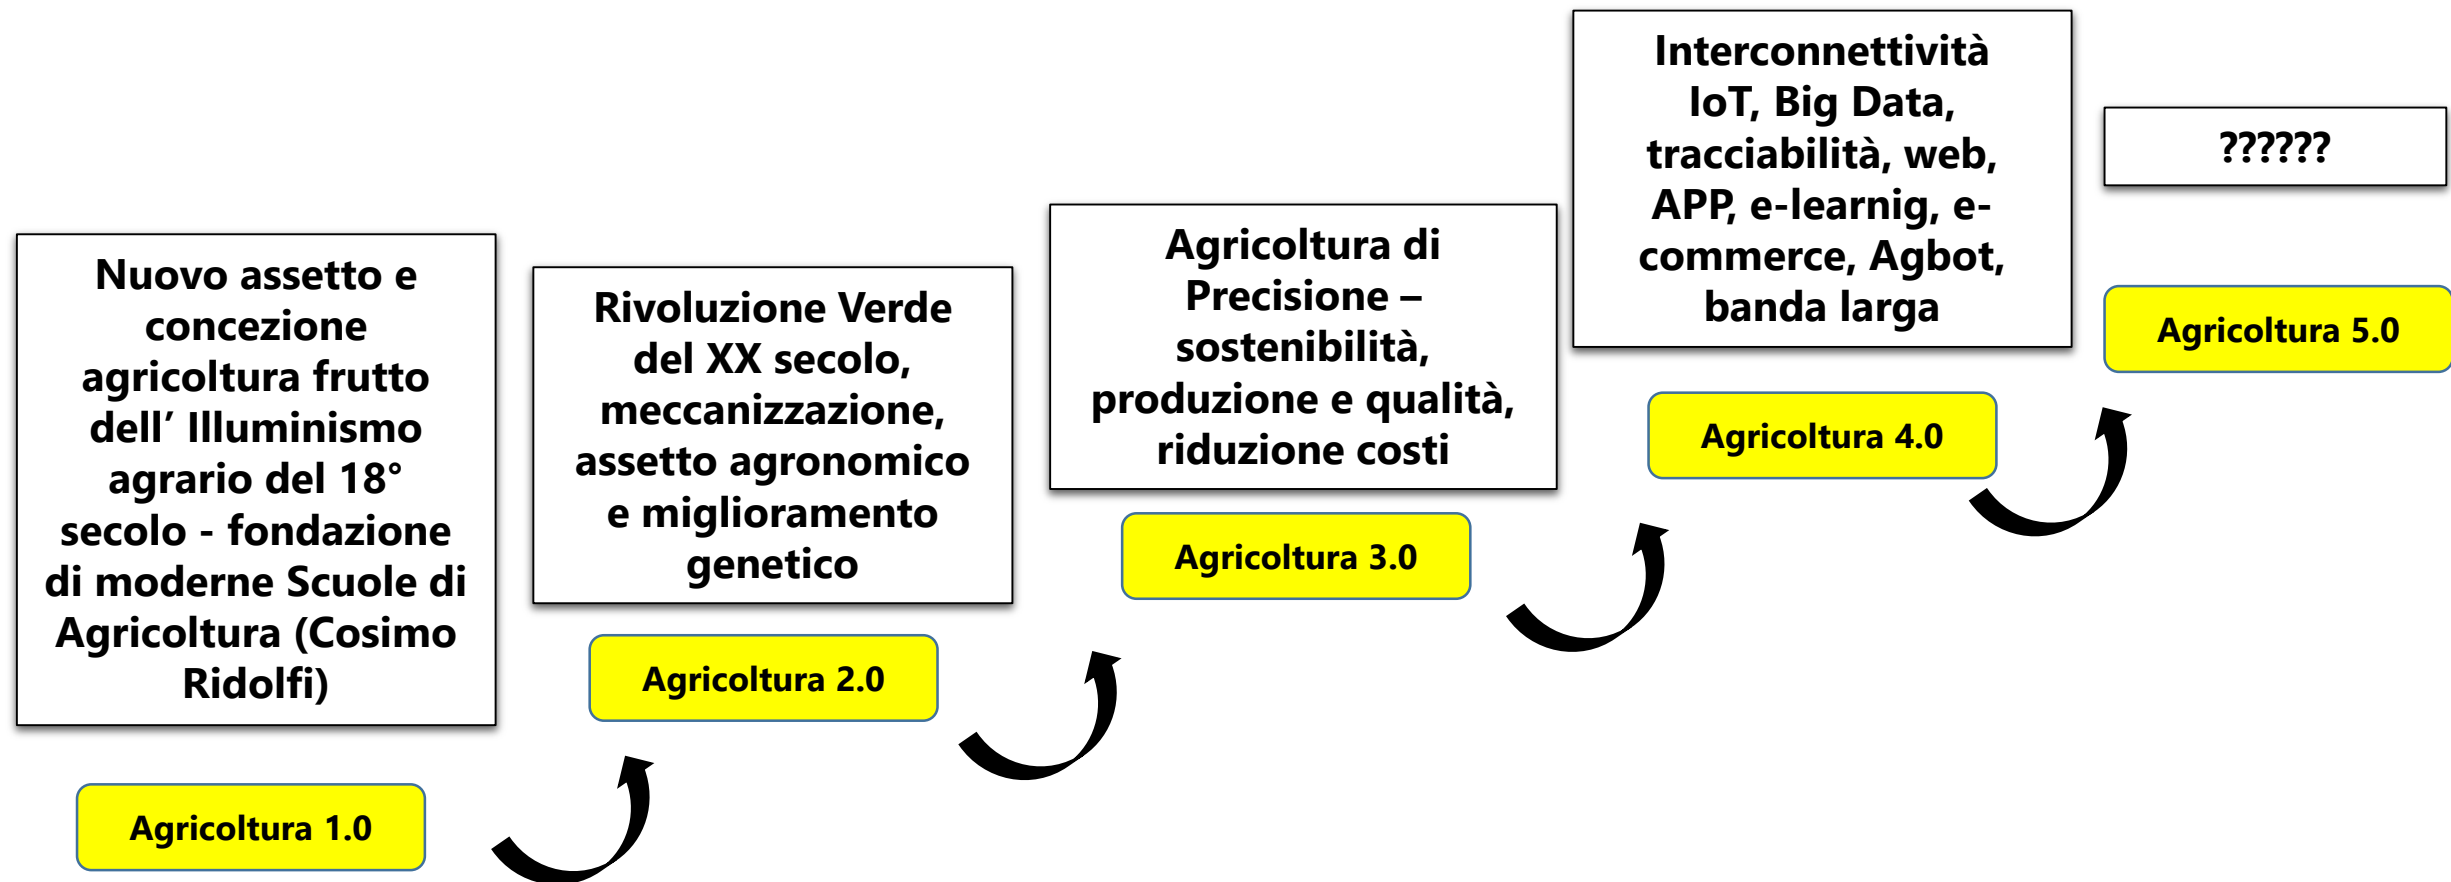 Nuovo assetto e
concezione
agricoltura frutto
dell’ Illuminismo
agrario del 18°
secolo - fondazione
di moderne Scuole di
Agricoltura (Cosimo
Ridolfi)
Agricoltura 1.0
Rivoluzione Verde
del XX secolo,
meccanizzazione,
assetto agronomico
e miglioramento
genetico
Agricoltura 2.0
Agricoltura di
Precisione –
sostenibilità,
produzione e qualità,
riduzione costi
Agricoltura 3.0
Interconnettività
IoT, Big Data,
tracciabilità, web,
APP, e-learnig, e-
commerce, Agbot,
banda larga
Agricoltura 4.0
??????
Agricoltura 5.0